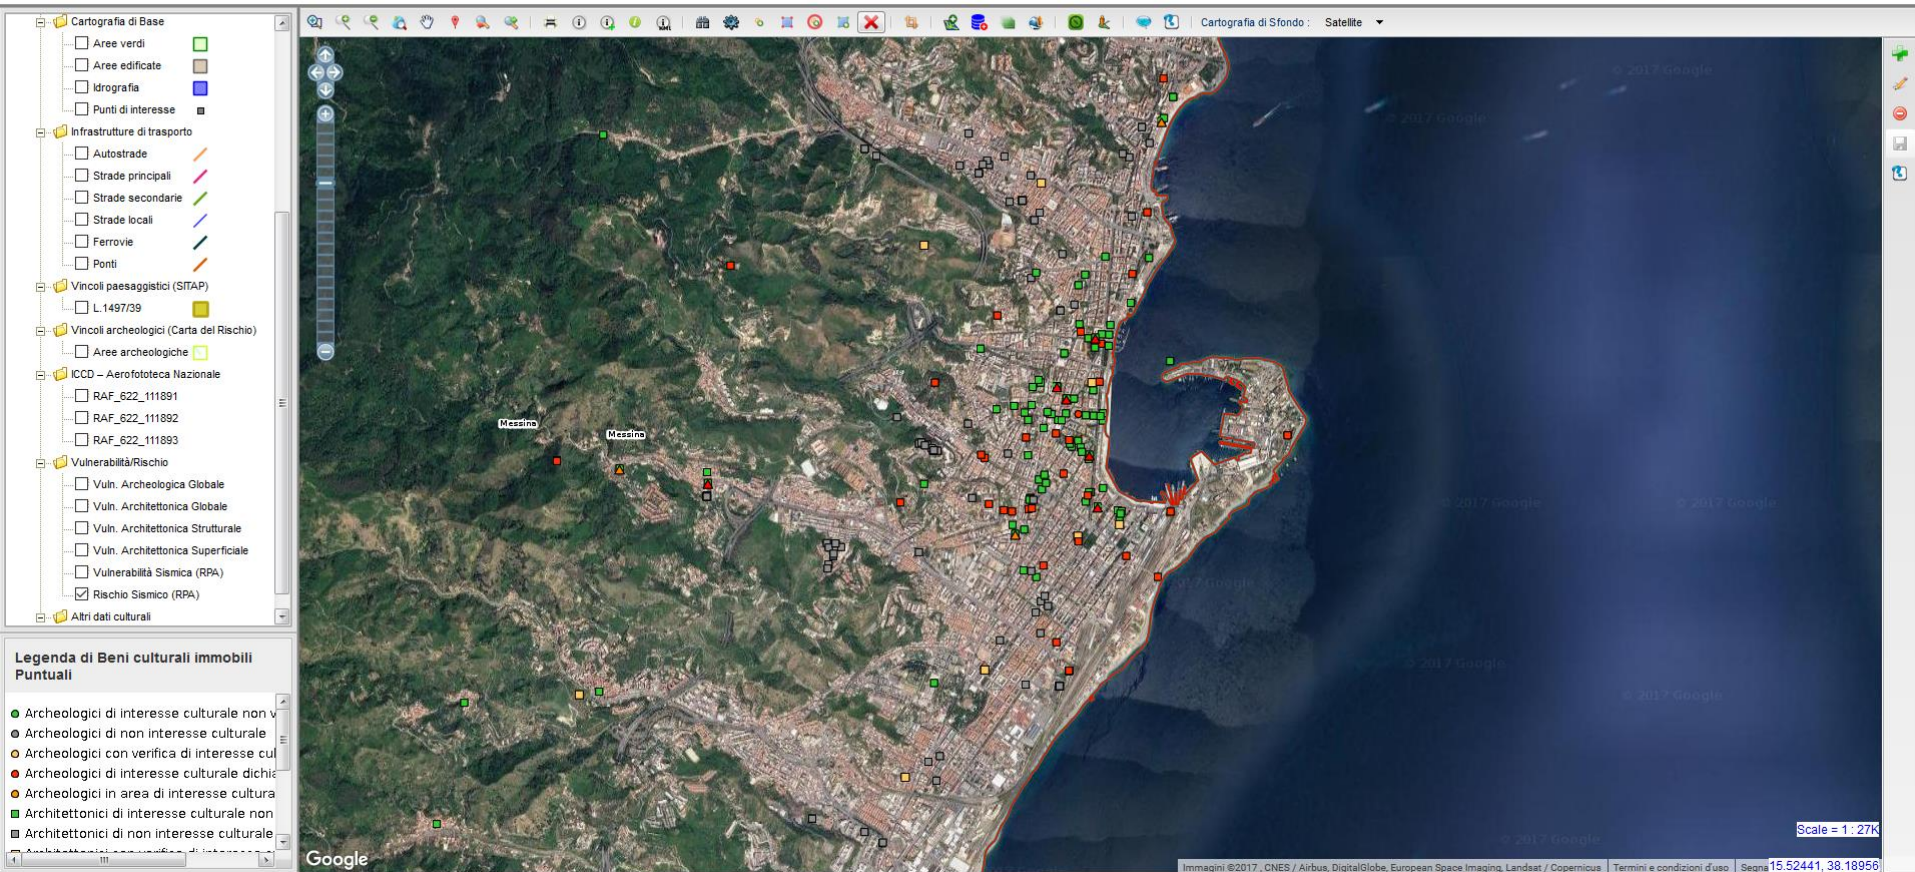 Cartografia di Base
Aree verdi
Aree edificate
Idrografia
Punti di interesse
Infrastrutture di trasporto
Autostrade
Strade principali
Strade secondarie
Strade locali
Ferrovie
Ponti
Vincoli paesaggistici (SITAP)
L.1497/39
Vincoli archeologici (Carta del Rischio)
Aree archeologiche
ICCD – Aerofototeca Nazionale
RAF_622_111891
RAF_622_111892
RAF_622_111893
Vulnerabilità/Rischio
Vuln. Archeologica Globale
Vuln. Architettonica Globale
Vuln. Architettonica Strutturale
Vuln. Architettonica Superficiale
Vulnerabilità Sismica (RPA)
Rischio Sismico (RPA)
Altri dati culturali
Legenda di Beni culturali immobili
Puntuali
Archeologici di interesse culturale non v
Archeologici di non interesse culturale
Archeologici con verifica di interesse cul
Archeologici di interesse culturale dichia
Archeologici in area di interesse cultura
Architettonici di interesse culturale non
Architettonici di non interesse culturale
Cartografia di Sfondo : Satellite
© 2017 Google
© 2017 Google
Messina
Messina
© 2017 Google
© 2017 Google
2017 Google
© 2017 Google
© 2017 Google
© 2017 Google
Scale = 1 : 27K
Google
Immagini ©2017 , CNES / Airbus, DigitalGlobe, European Space Imaging, Landsat / Copernicus
Termini e condizioni d'uso
Segna
15.52441, 38.18956